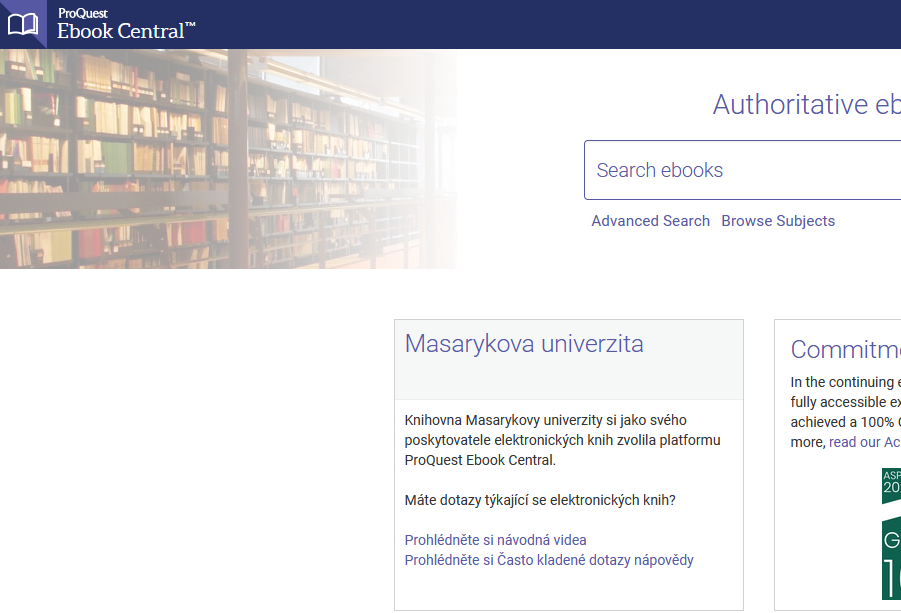 ProQuest
Ebook Central™
Authoritative eb
Search ebooks
Advanced Search Browse Subjects
Masarykova univerzita
Knihovna Masarykovy univerzity si jako svého
poskytovatele elektronických knih zvolila platformu
ProQuest Ebook Central.
Máte dotazy týkající se elektronických knih?
Prohlédněte si návodná videa
Prohlédněte si Často kladené dotazy nápovědy
Commitme
In the continuing e
fully accessible ex
achieved a 100%
more, read our Ac
ASP
20
G
10